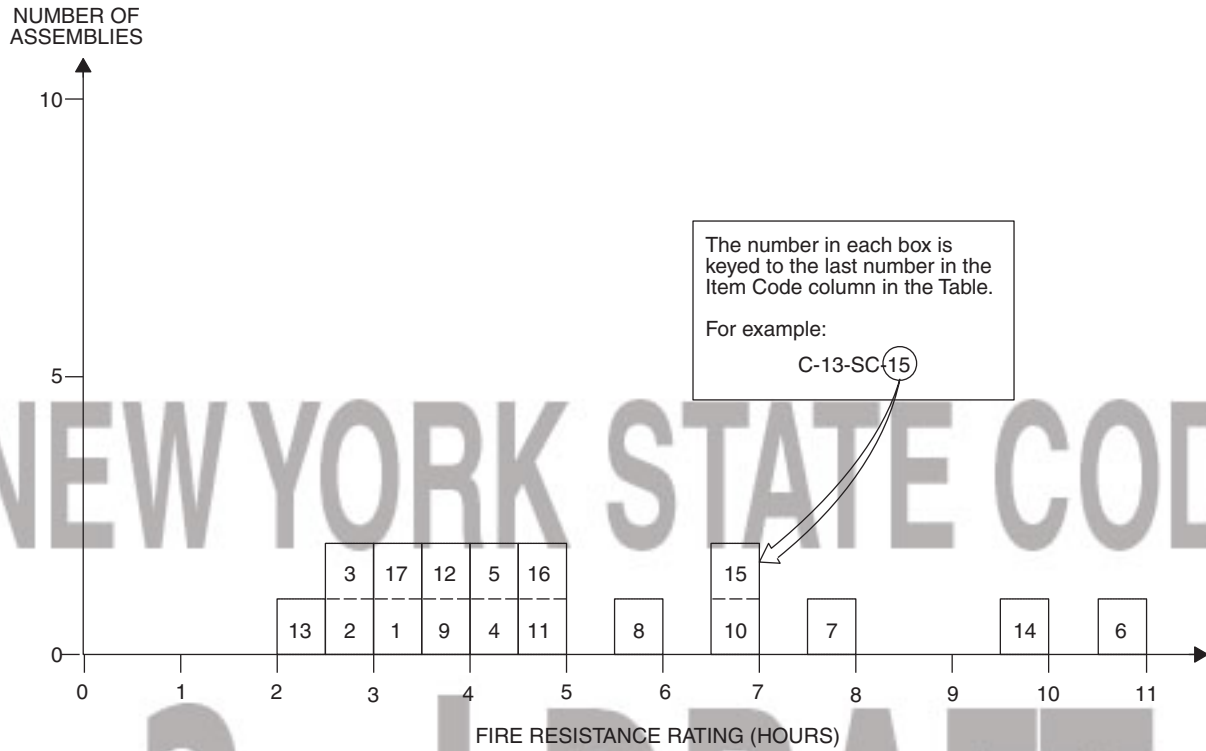 NUMBER OF
ASSEMBLIES
10
The number in each box is
keyed to the last number in the
Item Code column in the Table.
For example:
C-13-SC-15
5
NEW YORK STATE COD
3 17 12 5 16 15
13 2 1 9 4 11 8 10 7 14 6
0
0 1 2 3 4 5 6 7 8 9 10 11
FIRE RESISTANCE RATING (HOURS)